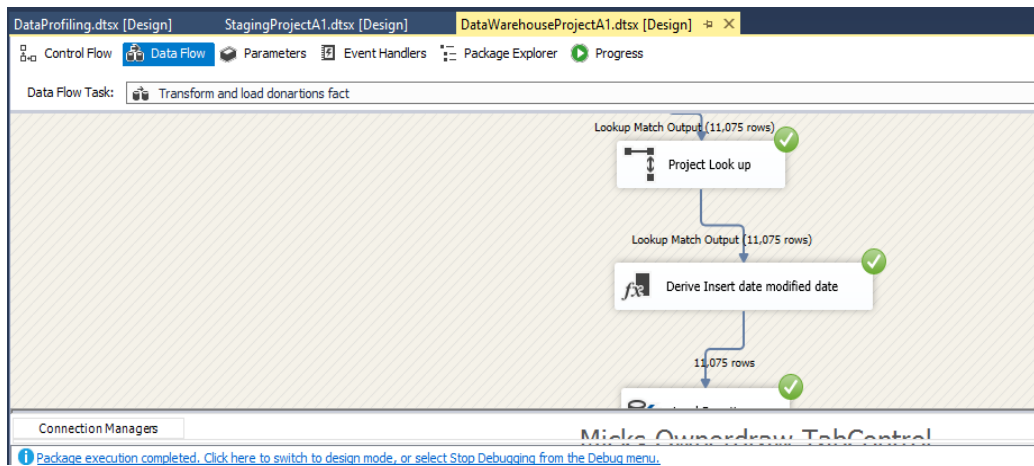 DataProfiling.dtsx [Design] StagingProjectA1.dtsx [Design] DataWarehouseProjectA1.dtsx [Design]
Control Flow Data Flow Parameters Event Handlers Package Explorer Progress
Data Flow Task: Transform and load donartions fact
Lookup Match Output (11,075 rows)
Project Look up
Lookup Match Output (11,075 rows)
Derive Insert date modified date
11,075 rows
Connection Managers
Micks Ownerdraw TabControl
Package execution completed. Click here to switch to design mode, or select Stop Debugging from the Debug menu.